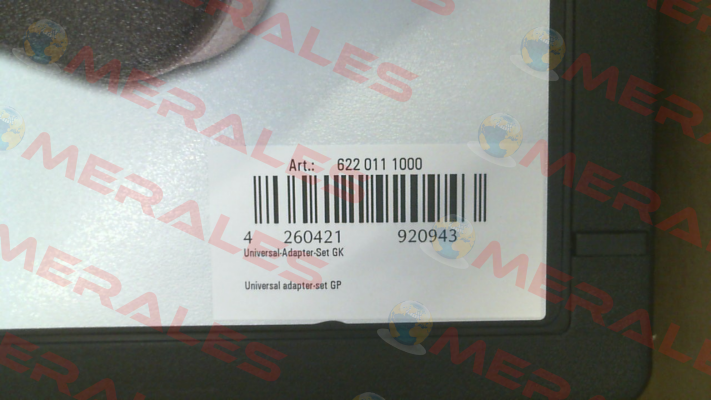 Art.: 622 011 1000
4 260421 920943
Universal-Adapter-Set GK
Universal adapter-set GP
MERALES
MERALES
MERALES
MERALES
MERALES
MERALES